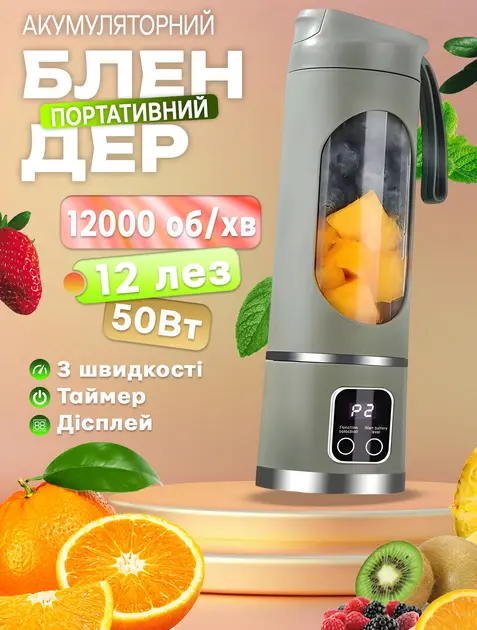 АКУМУЛЯТОРНИЙ
БЛЕН
ПОРТАТИВНИЙ
ДЕР
12000 об/хв
12 лез
50Вт
3 швидкості
Таймер
Дісплей
P2
Function selection
Start battery level